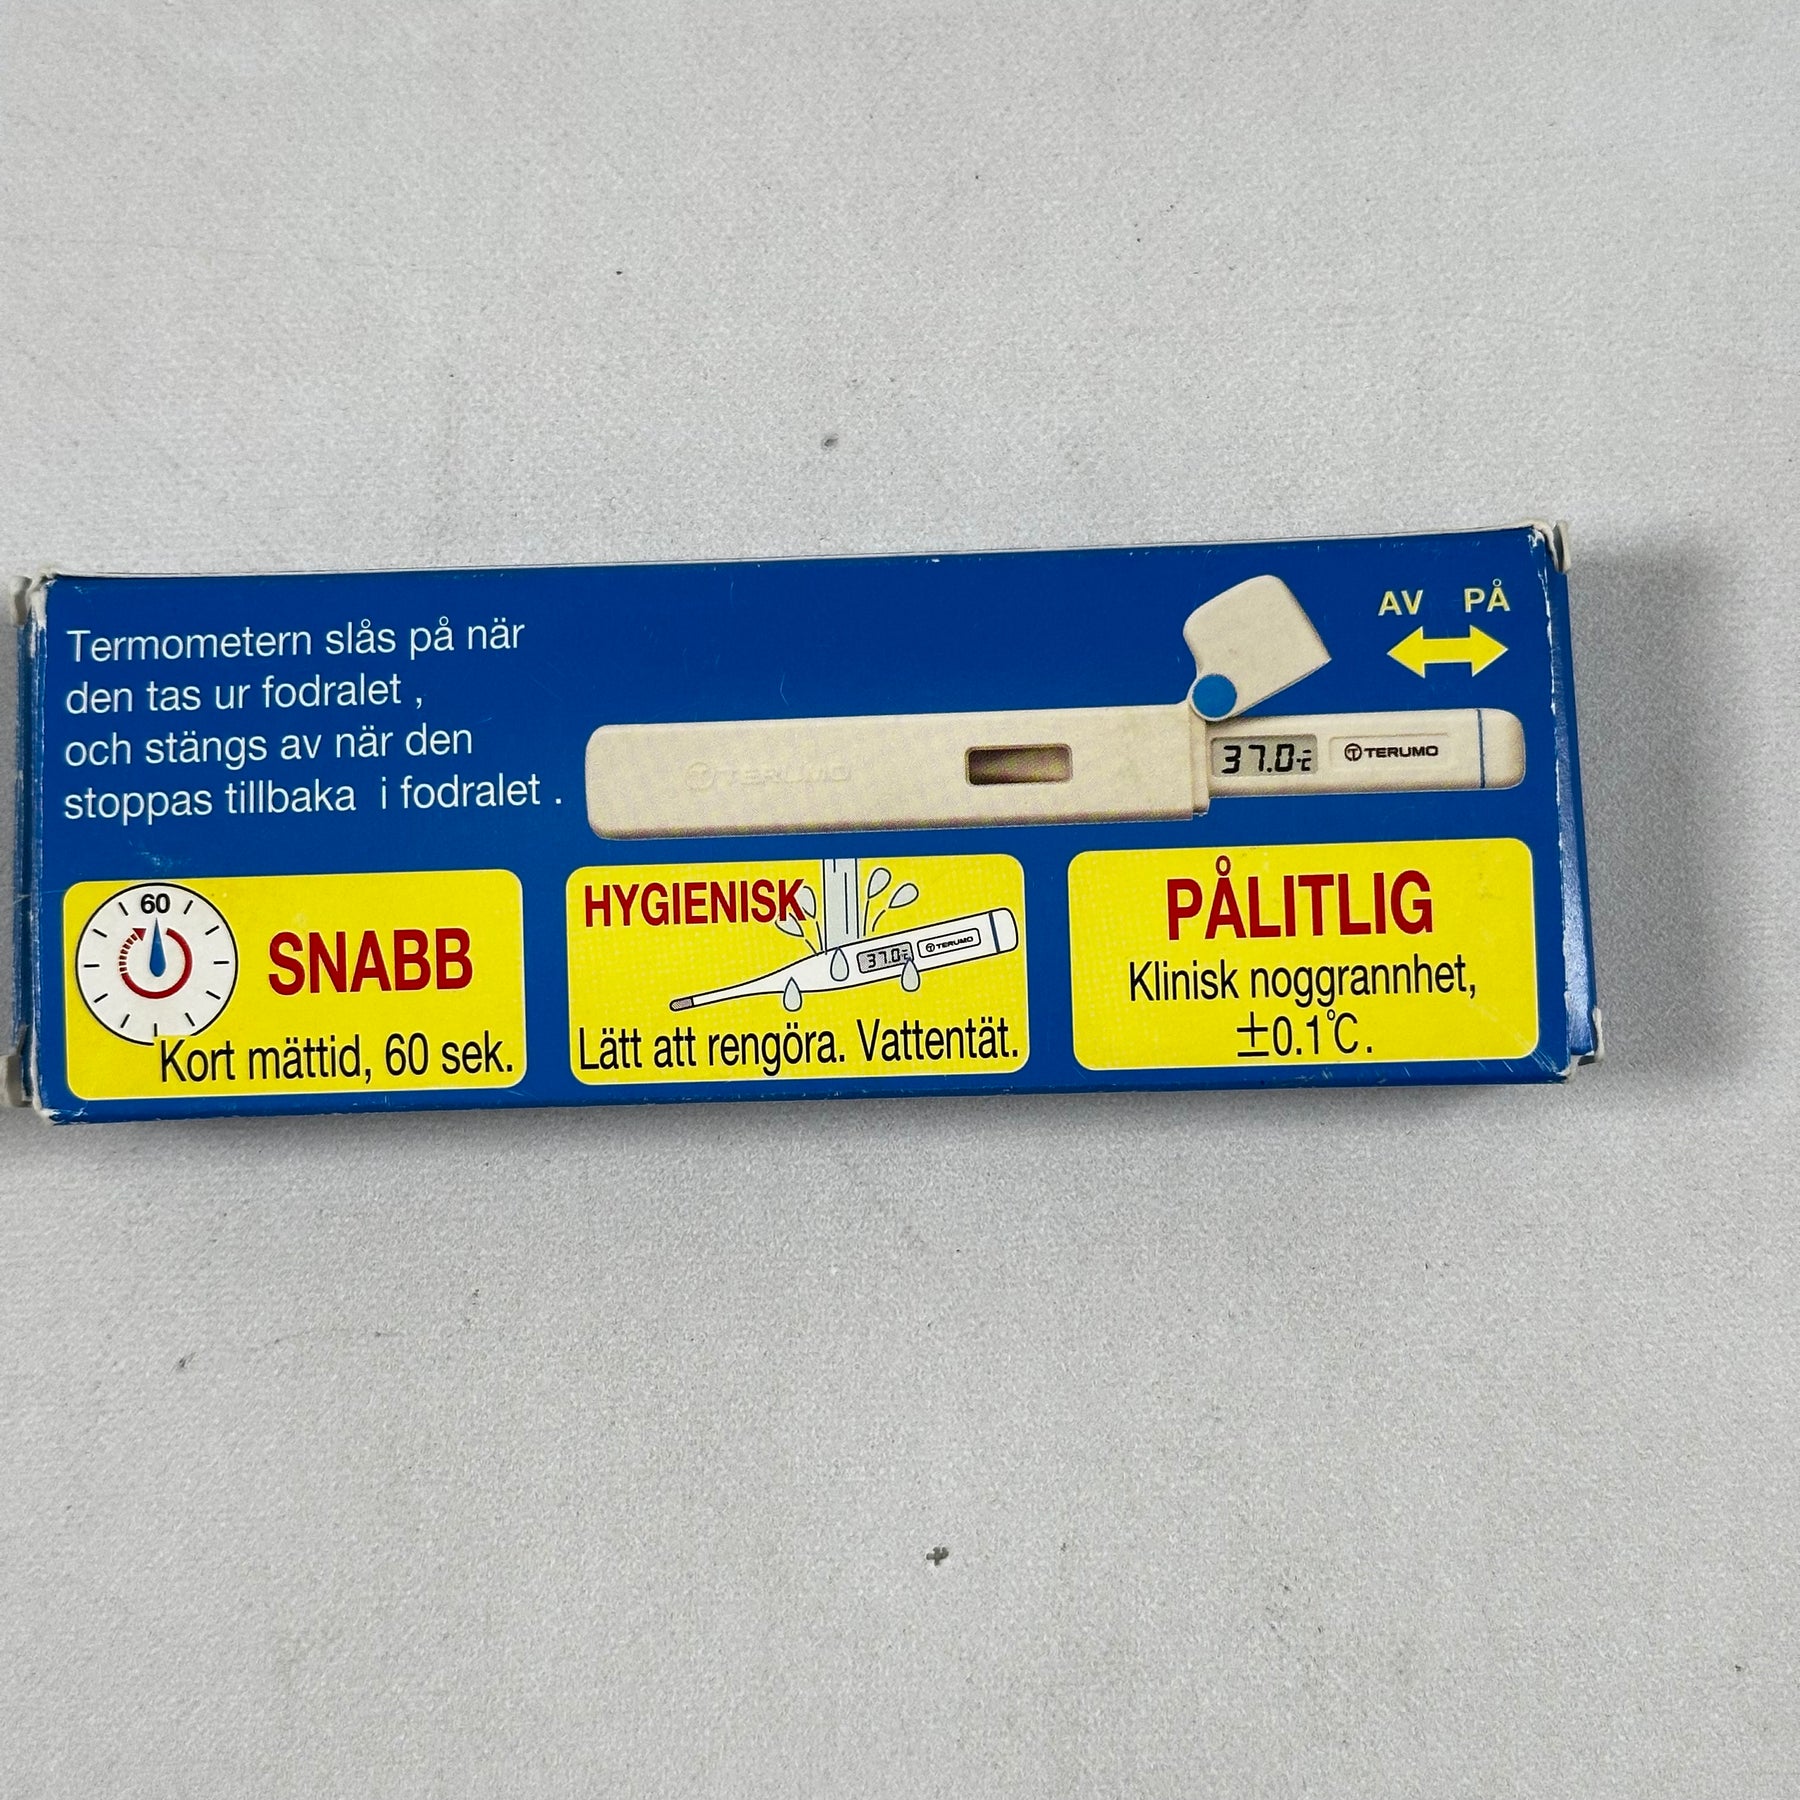 Termometern slås på när
den tas ur fodralet ,
och stängs av när den
stoppas tillbaka i fodralet .
AV PÅ
TERUMO
37.0 °C
TERUMO
60
SNABB
Kort mättid, 60 sek.
HYGIENISK
37.0 °C
TERUMO
Lätt att rengöra. Vattentät.
PÅLITLIG
Klinisk noggrannhet,
±0.1°C.